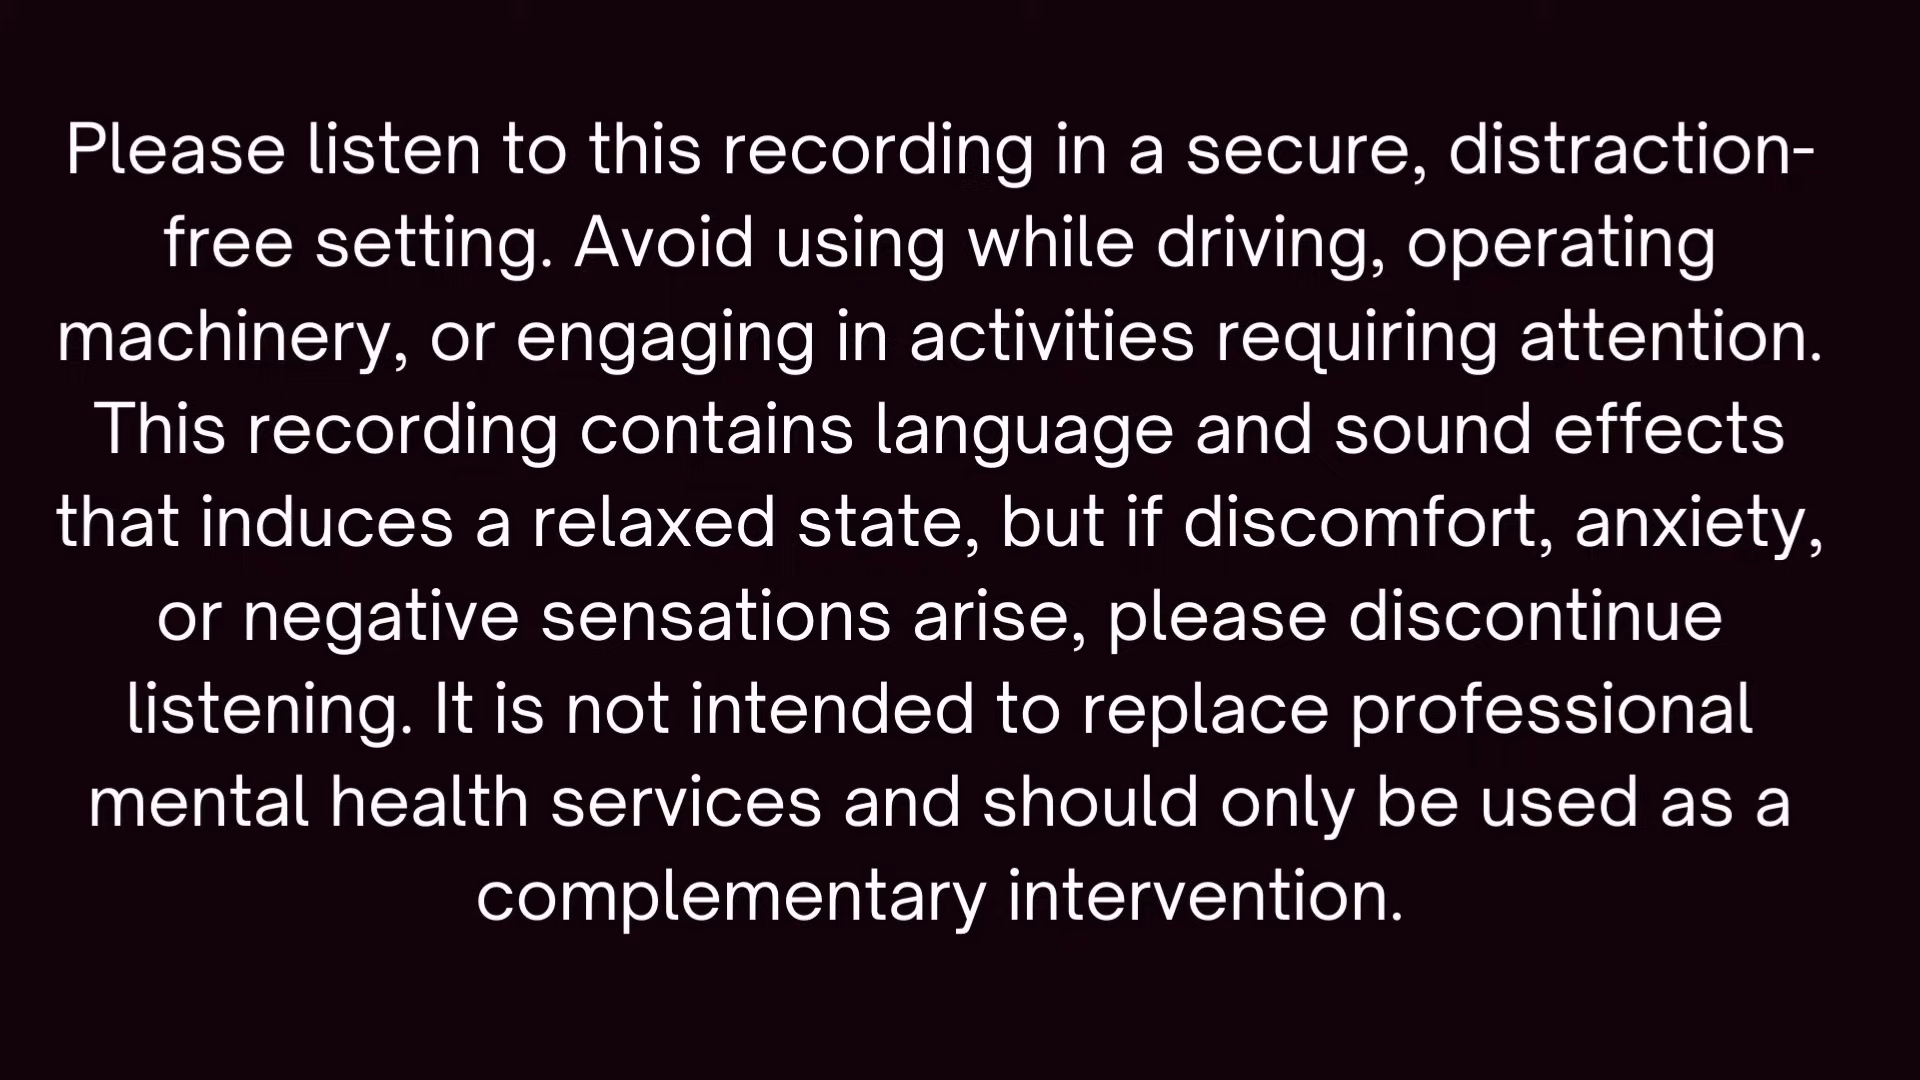 Please listen to this recording in a secure, distraction-
free setting. Avoid using while driving, operating
machinery, or engaging in activities requiring attention.
This recording contains language and sound effects
that induces a relaxed state, but if discomfort, anxiety,
or negative sensations arise, please discontinue
listening. It is not intended to replace professional
mental health services and should only be used as a
complementary intervention.